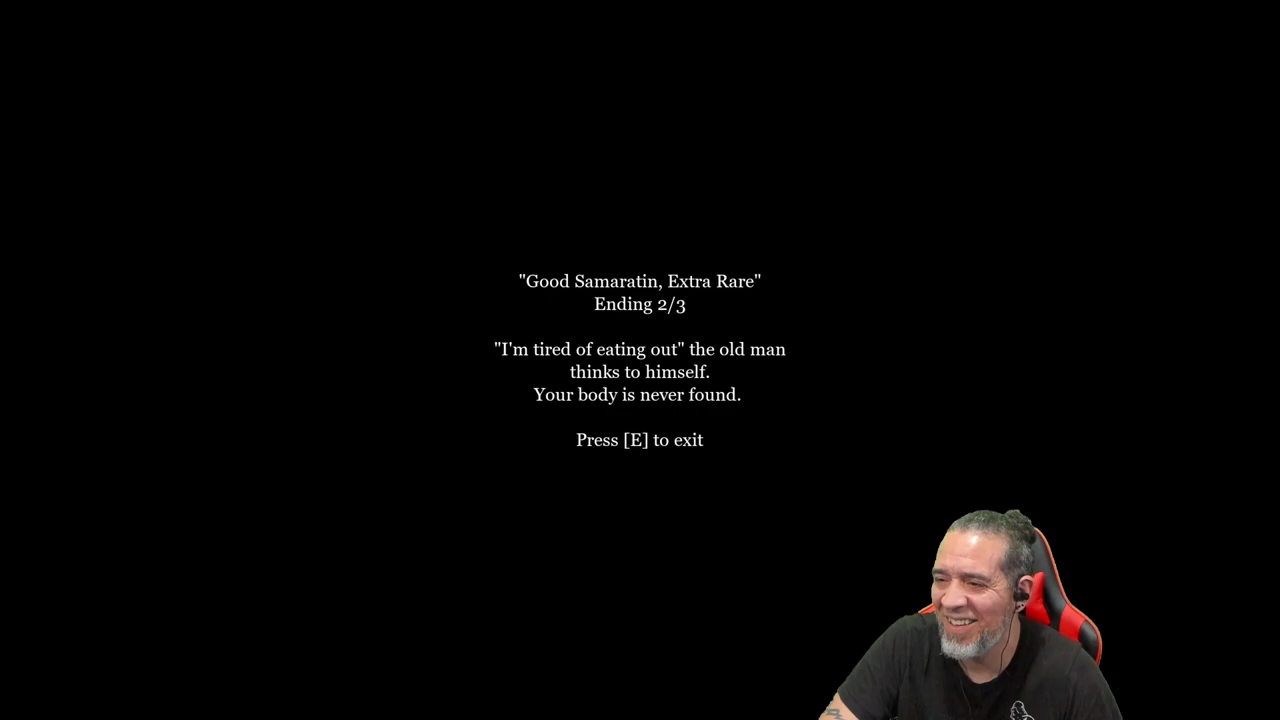 "Good Samaratin, Extra Rare"
Ending 2/3
"I'm tired of eating out" the old man
thinks to himself.
Your body is never found.
Press [E] to exit